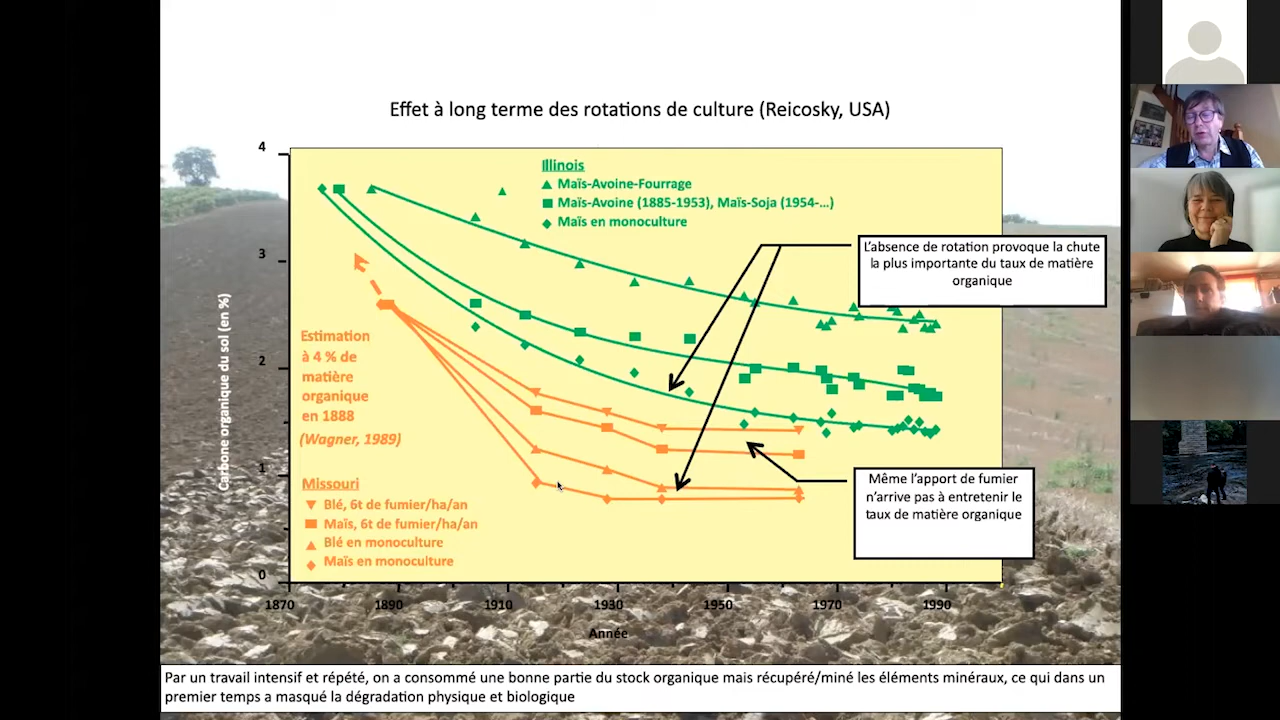 Effet à long terme des rotations de culture (Reicosky, USA)
4
3
2
1
0
Carbone organique du sol (en %)
Illinois
Maïs-Avoine-Fourrage
Maïs-Avoine (1885-1953), Maïs-Soja (1954-...)
Maïs en monoculture
L'absence de rotation provoque la chute
la plus importante du taux de matière
organique
Estimation
à 4 % de
matière
organique
en 1888
(Wagner, 1989)
Missouri
Blé, 6t de fumier/ha/an
Maïs, 6t de fumier/ha/an
Blé en monoculture
Maïs en monoculture
Même l'apport de fumier
n'arrive pas à entretenir le
taux de matière organique
1870 1890 1910 1930 1950 1970 1990
Année
Par un travail intensif et répété, on a consommé une bonne partie du stock organique mais récupéré/miné les éléments minéraux, ce qui dans un
premier temps a masqué la dégradation physique et biologique